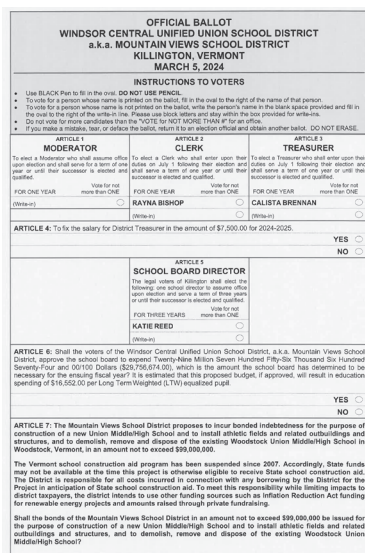 OFFICIAL BALLOT
WINDSOR CENTRAL UNIFIED UNION SCHOOL DISTRICT
a.k.a. MOUNTAIN VIEWS SCHOOL DISTRICT
KILLINGTON, VERMONT
MARCH 5, 2024
INSTRUCTIONS TO VOTERS
• Use BLACK Pen to fill in the oval. DO NOT USE PENCIL.
• To vote for a person whose name is printed on the ballot, fill in the oval to the right of the name of that person.
• To vote for a person whose name is not printed on the ballot, write the person's name in the blank space provided and fill in
the oval to the right of the write-in line. Please use block letters and stay within the box provided for write-ins.
• Do not vote for more candidates than the "VOTE for NOT MORE THAN #" for an office.
• If you make a mistake, tear, or deface the ballot, return it to an election official and obtain another ballot. DO NOT ERASE.
ARTICLE 1
MODERATOR
To elect a Moderator who shall assume office
upon election and shall serve for a term of one
year or until their successor is elected and
qualified.
Vote for not
FOR ONE YEAR more than ONE
(Write-in)
ARTICLE 2
CLERK
To elect a Clerk who shall enter upon their
duties on July 1 following their election and
shall serve a term of one year or until their
successor is elected and qualified.
Vote for not
FOR ONE YEAR more than ONE
RAYNA BISHOP
(Write-in)
ARTICLE 3
TREASURER
To elect a Treasurer who shall enter upon their
duties on July 1 following their election and
shall serve a term of one year or until their
successor is elected and qualified.
Vote for not
FOR ONE YEAR more than ONE
CALISTA BRENNAN
(Write-in)
ARTICLE 4: To fix the salary for District Treasurer in the amount of $7,500.00 for 2024-2025.
YES
NO
ARTICLE 5
SCHOOL BOARD DIRECTOR
The legal voters of Killington shall elect the
following: one school director to assume office
upon election and serve a term of three years
or until their successor is elected and qualified.
Vote for not
FOR THREE YEARS more than ONE
KATIE REED
(Write-in)
ARTICLE 6: Shall the voters of the Windsor Central Unified Union School District, a.k.a. Mountain Views School
District, approve the school board to expend Twenty-Nine Million Seven Hundred Fifty-Six Thousand Six Hundred
Seventy-Four and 00/100 Dollars ($29,756,674.00), which is the amount the school board has determined to be
necessary for the ensuing fiscal year? It is estimated that this proposed budget, if approved, will result in education
spending of $16,552.00 per Long Term Weighted (LTW) equalized pupil.
YES
NO
ARTICLE 7: The Mountain Views School District proposes to incur bonded indebtedness for the purpose of
construction of a new Union Middle/High School and to install athletic fields and related outbuildings and
structures, and to demolish, remove and dispose of the existing Woodstock Union Middle/High School in
Woodstock, Vermont, in an amount not to exceed $99,000,000.
The Vermont school construction aid program has been suspended since 2007. Accordingly, State funds
may not be available at the time this project is otherwise eligible to receive State school construction aid.
The District is responsible for all costs incurred in connection with any borrowing by the District for the
Project in anticipation of State school construction aid. To meet this responsibility while limiting impacts to
district taxpayers, the district intends to use other funding sources such as Inflation Reduction Act funding
for renewable energy projects and amounts raised through private fundraising.
Shall the bonds of the Mountain Views School District in an amount not to exceed $99,000,000 be issued for
the purpose of construction of a new Union Middle/High School and to install athletic fields and related
outbuildings and structures, and to demolish, remove and dispose of the existing Woodstock Union
Middle/High School?